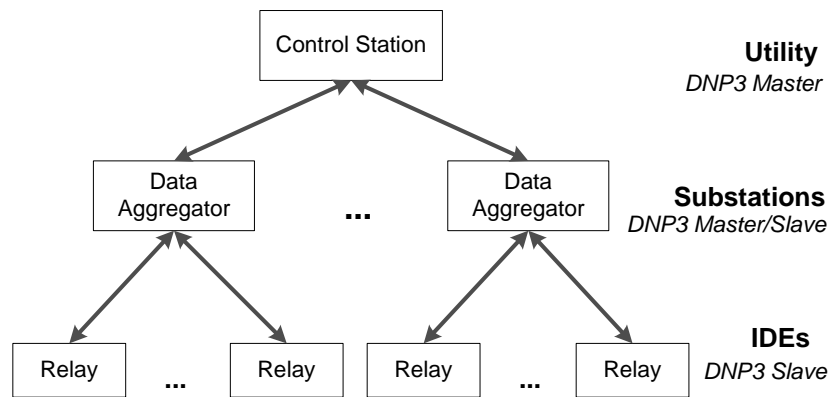 Control Station
Utility
DNP3 Master
Data
Aggregator
...
Data
Aggregator
Substations
DNP3 Master/Slave
Relay
...
Relay
Relay
...
Relay
IDEs
DNP3 Slave